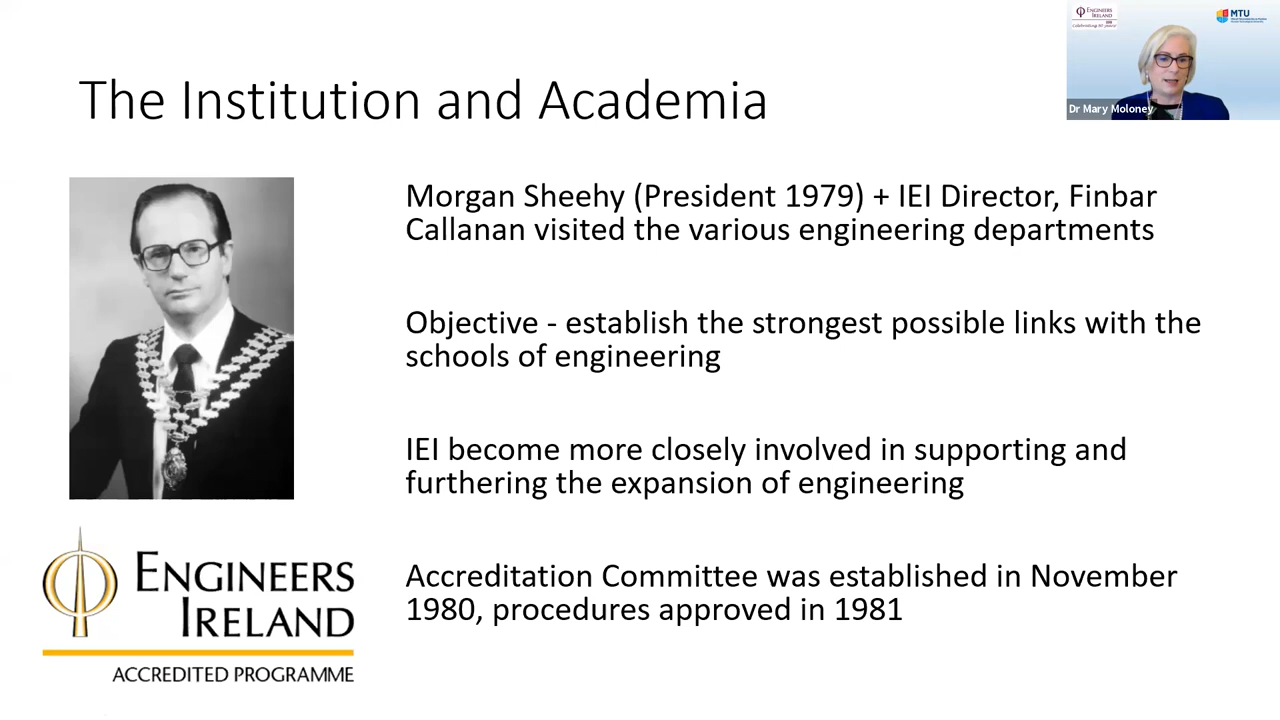 The Institution and Academia
ENGINEERS
IRELAND
MTU
Dr Mary Moloney
Morgan Sheehy (President 1979) + IEI Director, Finbar
Callanan visited the various engineering departments
Objective - establish the strongest possible links with the
schools of engineering
IEI become more closely involved in supporting and
furthering the expansion of engineering
Accreditation Committee was established in November
1980, procedures approved in 1981
ENGINEERS
IRELAND
ACCREDITED PROGRAMME